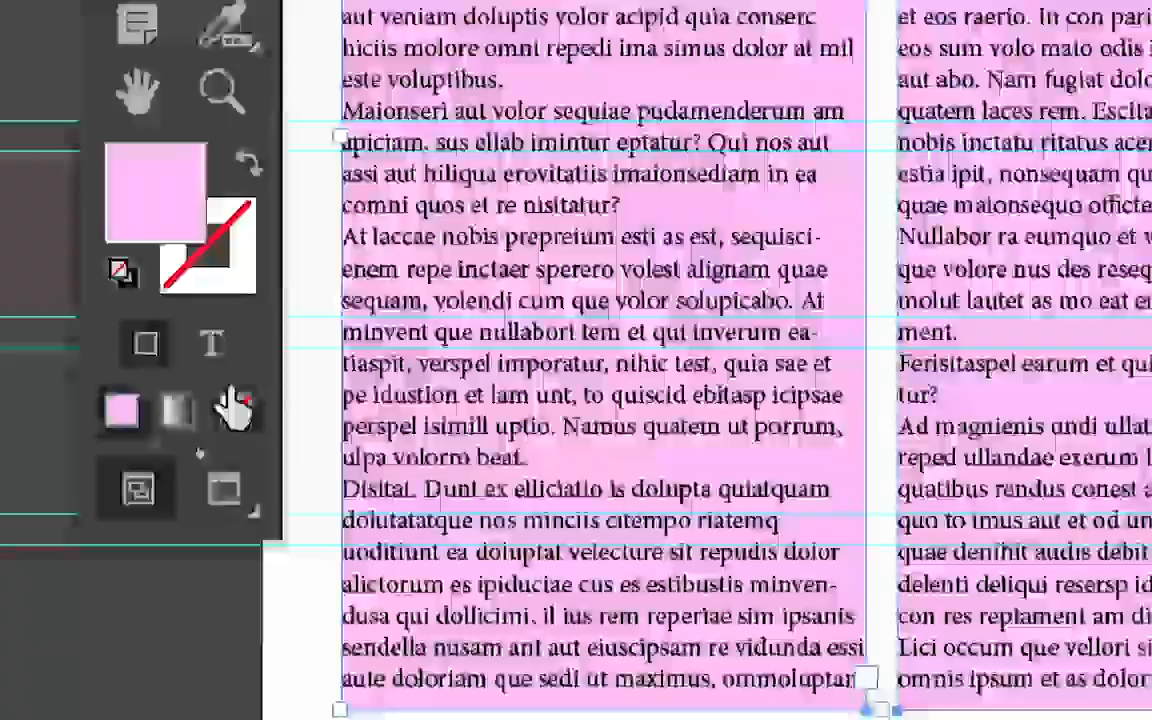 aut veniam doluptis volor acipid quia conserc
hiciis molore omni repedi ima simus dolor at mil
este voluptibus.
Maionseri aut volor sequiae pudamenderum am
apiciam, sus ellab imintur eptatur? Qui nos aut
assi aut hiliqua erovitatiis imaionsediam in ea
comni quos et re nisitatur?
At laccae nobis prepreium esti as est, sequisci-
enem repe inctaer sperero volest alignam quae
sequam, volendi cum que volor solupicabo. At
minvent que nullabori tem et qui inverum ea-
tiaspit, verspel imporatur, nihic test, quia sae et
pe idustion et lam unt, to quiscid ebitasp icipsae
perspel isimill uptio. Namus quatem ut porrum,
ulpa volorro beat.
Disitat. Dunt ex elliciatio is dolupta quiatquam
dolutatatque nos minciis citempo riatemq
uoditiunt ea doluptat velecture sit repudis dolor
alictorum es ipiduciae cus es estibustis minven-
dusa qui dollicimi, il ius rem reperiae sim ipsanis
sendella nusam ant aut eiuscipsam re vidunda essi
aute doloriam que sedi ut maximus, ommoluptat
et eos raerio. In con pari
eos sum volo maio odis
aut abo. Nam fugiat dolo
quatem laces rem. Escita
nobis inctatu ritatus acer
estia ipit, nonsequam qu
quae maionsequo officte
Nullabor ra eumquo et v
que volore nus des reseq
molut lautet as mo eat
ment.
Ferisitaspel earum et qui
tur?
Ad magnienis undi ullat
reped ullandae exerum
quatibus rendus conest
quo to imus aut et od un
quae denihit audis debit
delenti deliqui resersp id
con res reptament am di
Lici occum que vellori si
omnis ipsum et as dolor
T